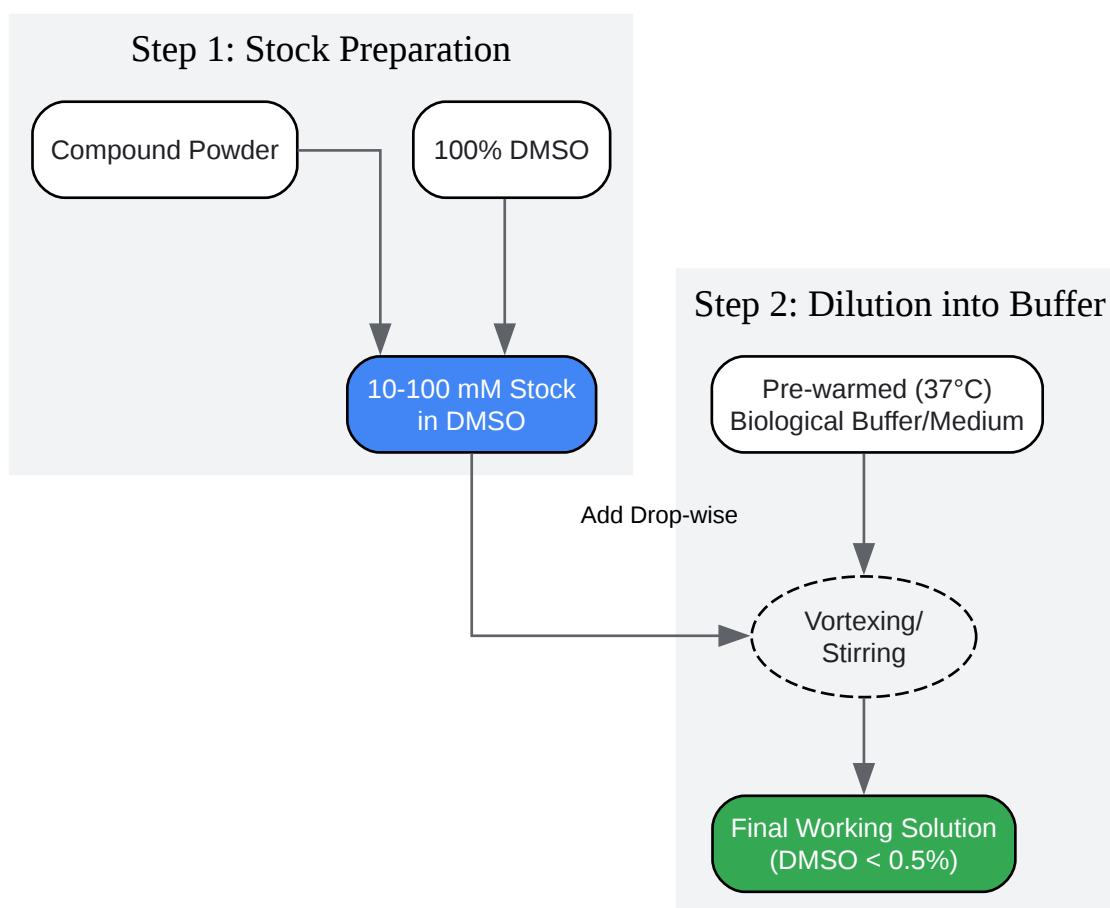 Step 1: Stock Preparation
Compound Powder
100% DMSO
10-100 mM Stock
in DMSO
Step 2: Dilution into Buffer
Pre-warmed (37°C)
Biological Buffer/Medium
Add Drop-wise
Vortexing/
Stirring
Final Working Solution
(DMSO < 0.5%)